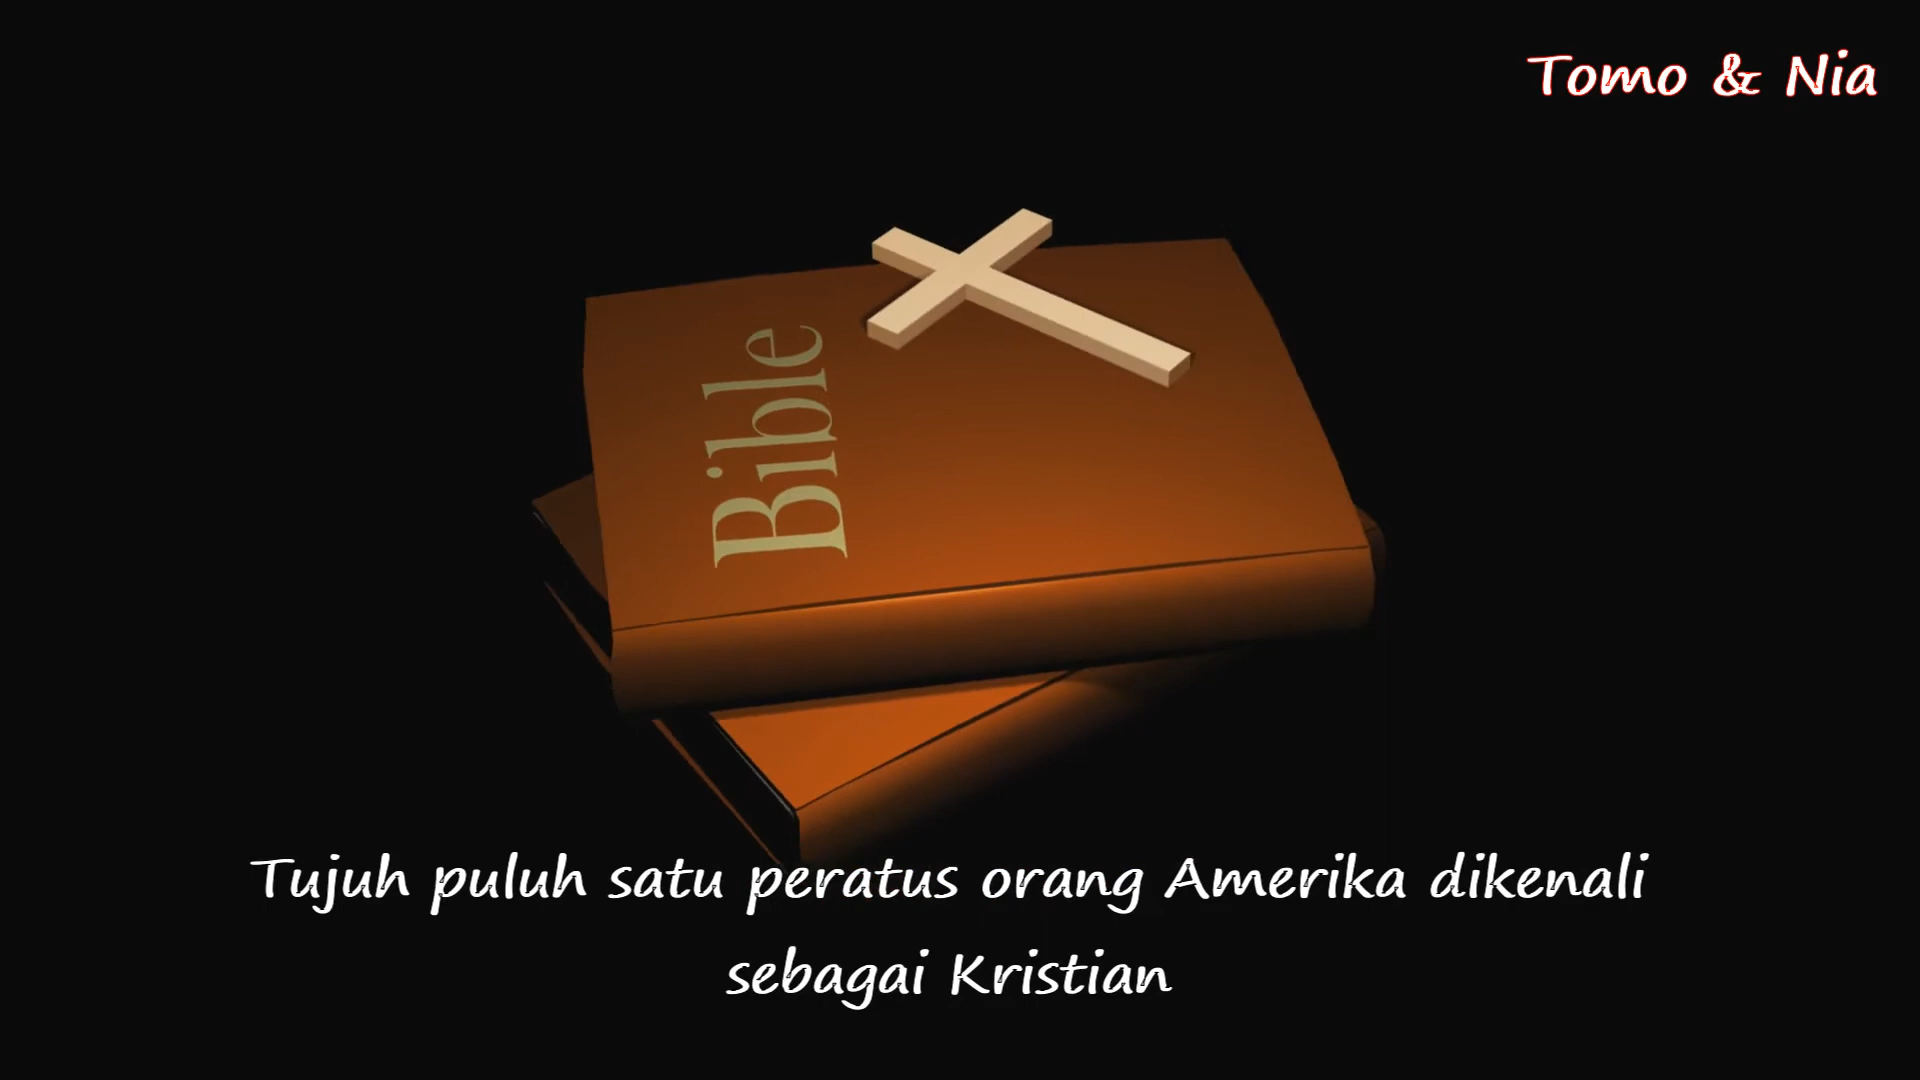 Tomo & Nia
Bible
Tujuh puluh satu peratus orang Amerika dikenali
sebagai Kristian